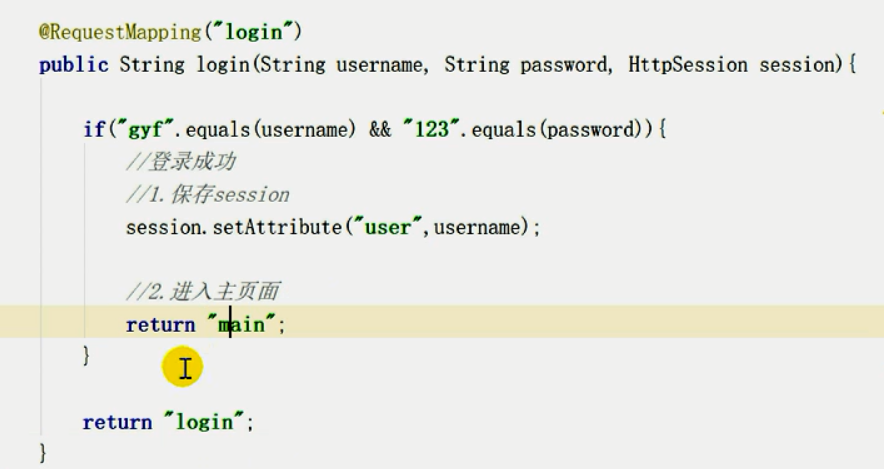 @RequestMapping("login")
public String login(String username, String password, HttpSession session){
if("gyf".equals(username) && "123".equals(password)){
//登录成功
//1.保存session
session.setAttribute("user",username);
//2.进入主页面
return "main";
}
return "login";
}